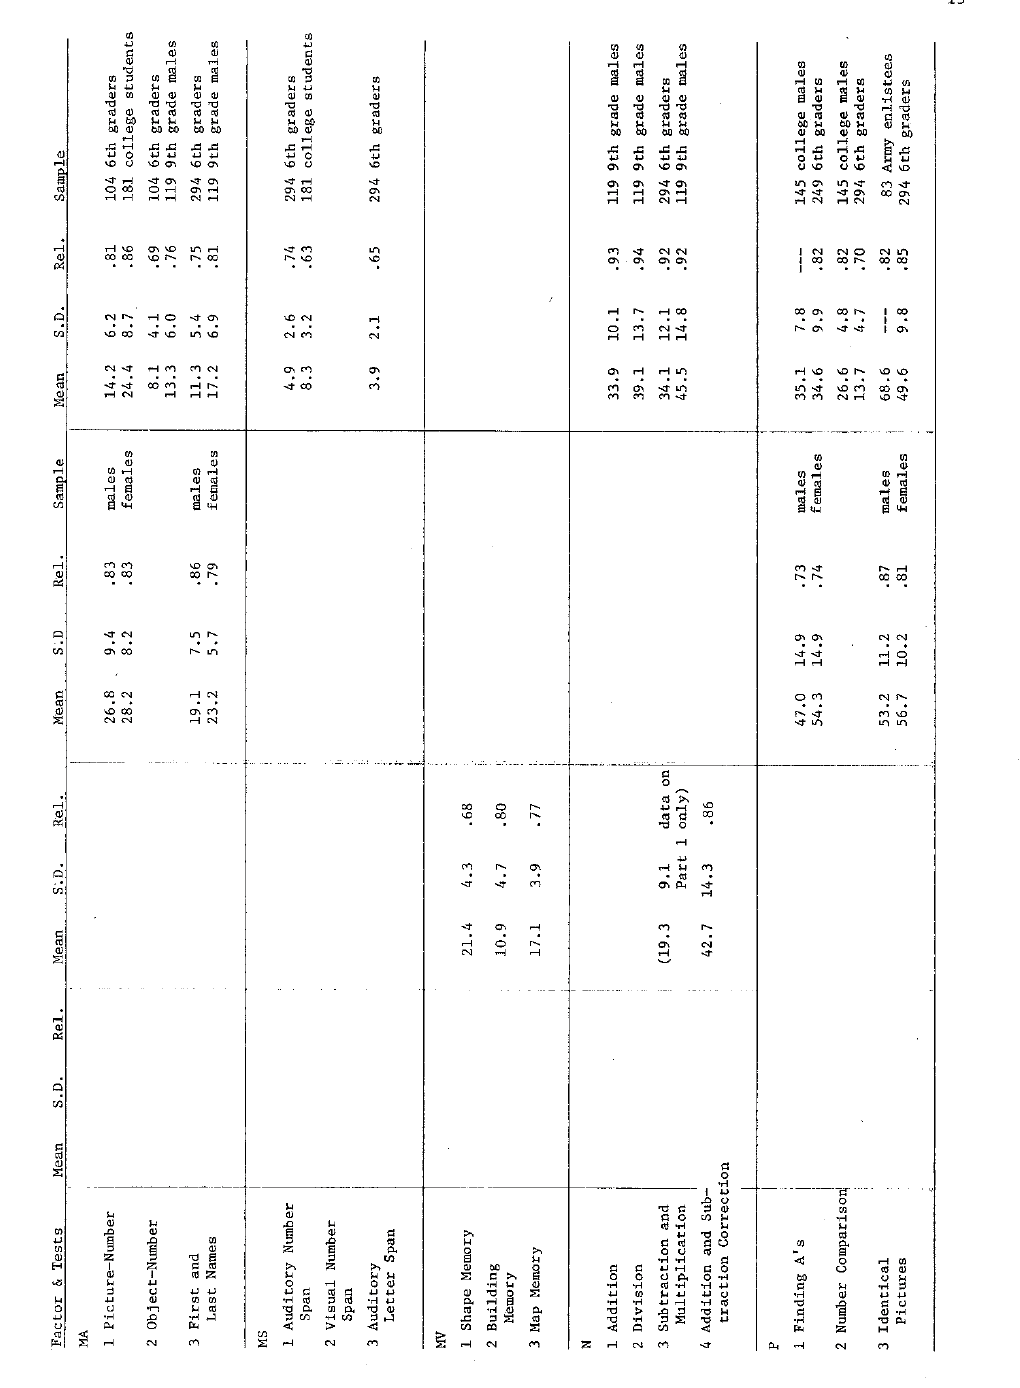 Factor & Tests Mean S.D. Rel. Mean S.D. Rel. Mean S.D Rel. Sample Mean S.D. Rel. Sample
MA
1 Picture-Number 26.8 9.4 .83 males 14.2 6.2 .81 104 6th graders
28.2 8.2 .83 females 24.4 8.7 .86 181 college students
2 Object-Number 8.1 4.1 .69 104 6th graders
13.3 6.0 .76 119 9th grade males
3 First and 19.1 7.5 .86 males 11.3 5.4 .75 294 6th graders
Last Names 23.2 5.7 .79 females 17.2 6.9 .81 119 9th grade males
MS
1 Auditory Number 4.9 2.6 .74 294 6th graders
Span 8.3 3.2 .63 181 college students
2 Visual Number
Span
3 Auditory 3.9 2.1 .65 294 6th graders
Letter Span
MV
1 Shape Memory 21.4 4.3 .68
2 Building 10.9 4.7 .80
Memory
3 Map Memory 17.1 3.9 .77
N
1 Addition 33.9 10.1 .93 119 9th grade males
2 Division 39.1 13.7 .94 119 9th grade males
3 Subtraction and (19.3 9.1 data on 34.1 12.1 .92 294 6th graders
Multiplication Part 1 only) 45.5 14.8 .92 119 9th grade males
4 Addition and Sub- 42.7 14.3 .86
traction Correction
P
1 Finding A's 47.0 14.9 .73 males 35.1 7.8 --- 145 college males
54.3 14.9 .74 females 34.6 9.9 .82 249 6th graders
2 Number Comparison 26.6 4.8 .82 145 college males
13.7 4.7 .70 294 6th graders
3 Identical 53.2 11.2 .87 males 68.6 --- .82 83 Army enlistees
Pictures 56.7 10.2 .81 females 49.6 9.8 .85 294 6th graders